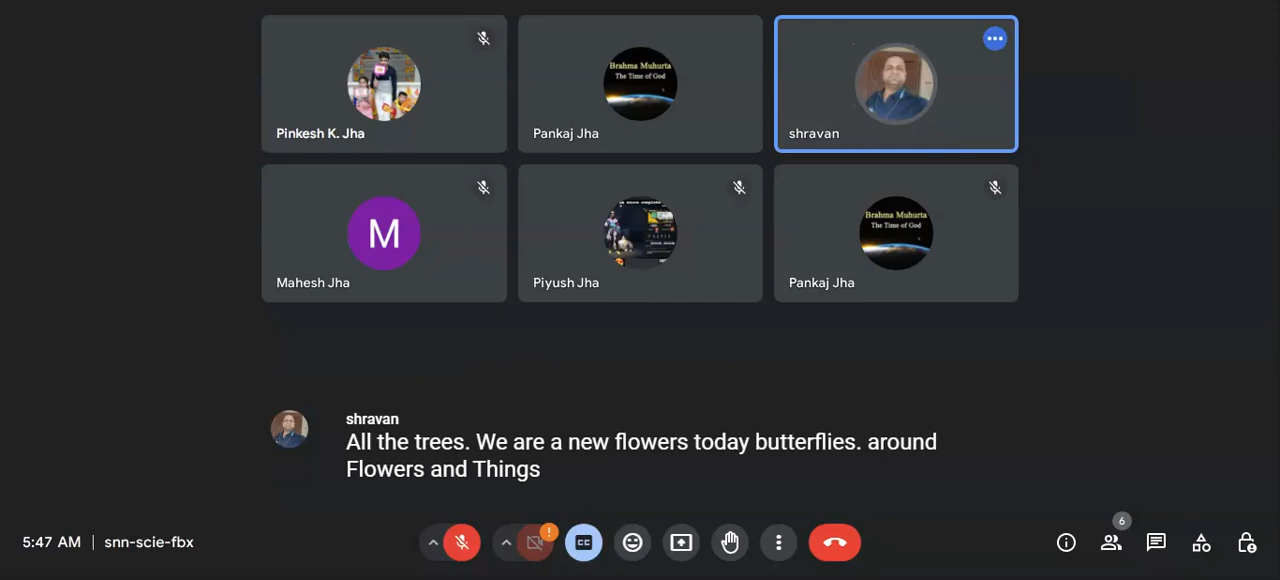 Pinkesh K. Jha
Brahma Muhurta
The Time of God
Pankaj Jha
shravan
M
Mahesh Jha
Piyush Jha
Brahma Muhurta
The Time of God
Pankaj Jha
shravan
All the trees. We are a new flowers today butterflies. around
Flowers and Things
5:47 AM | snn-scie-fbx
CC
6